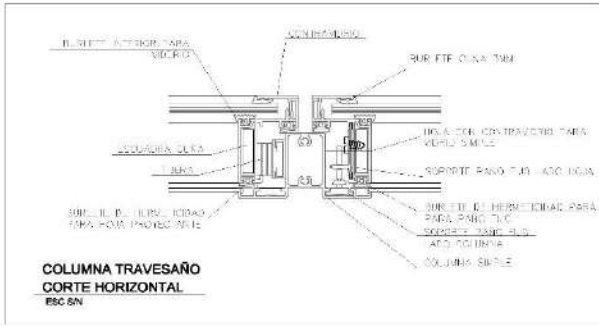 BURLETE INTERIOR PARA
VIDRIO
CONTRAVIDRIO
BURLETE CUÑA 7MM
ESCUADRA CUÑA
TIJERA
BURLETE DE HERMETICIDAD
PARA HOJA PROYECTANTE
HOJA CON CONTRAVIDRIO PARA
VIDRIO SIMPLE
SOPORTE PAÑO FIJO LADO HOJA
BURLETE DE HERMETICIDAD PARA
PARA PAÑO FIJO
SOPORTE PAÑO FIJO
LADO COLUMNA
COLUMNA SIMPLE
COLUMNA TRAVESAÑO
CORTE HORIZONTAL
ESC S/N